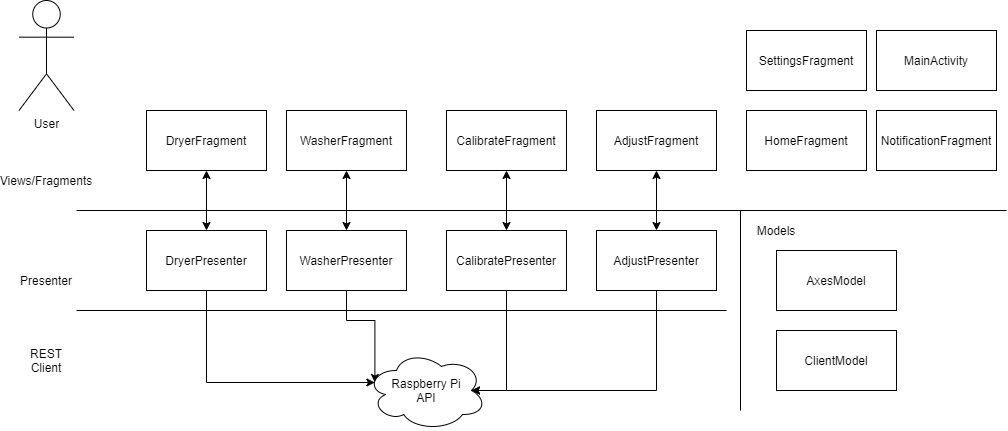 SettingsFragment
MainActivity
User
DryerFragment
WasherFragment
CalibrateFragment
AdjustFragment
HomeFragment
NotificationFragment
Views/Fragments
Models
DryerPresenter
WasherPresenter
CalibratePresenter
AdjustPresenter
Presenter
AxesModel
REST
Client
ClientModel
Raspberry Pi
API